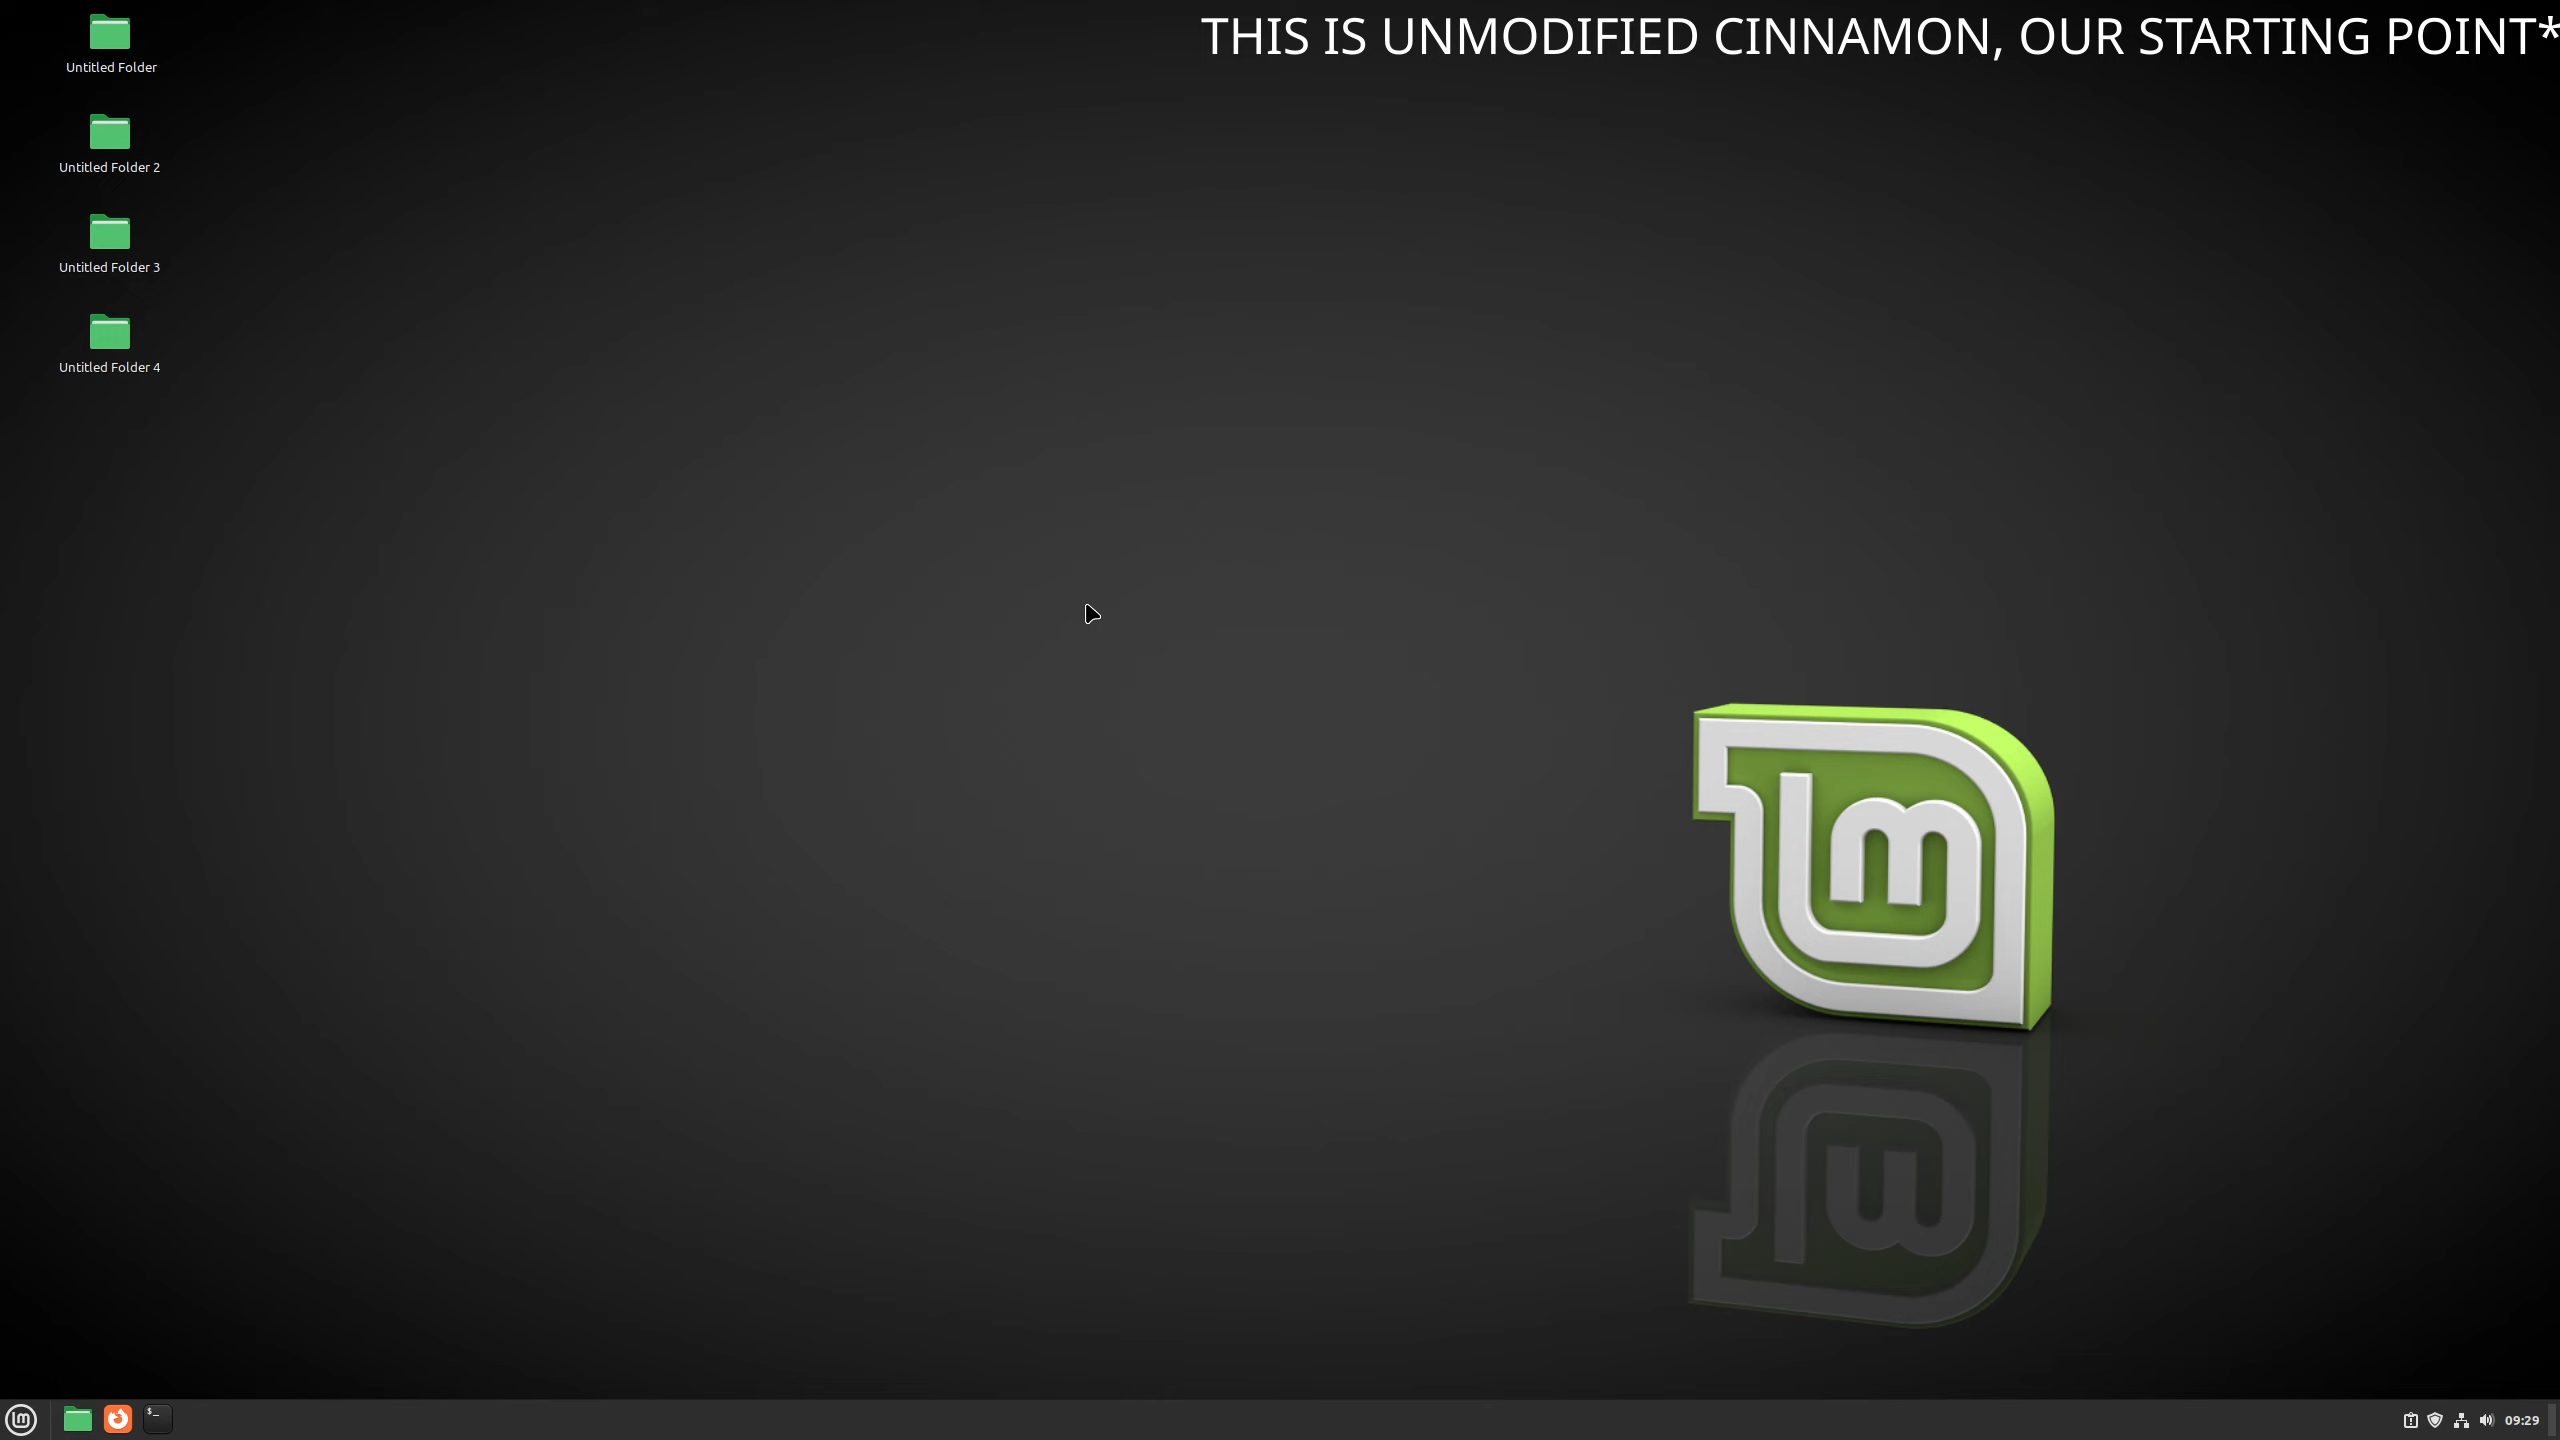 THIS IS UNMODIFIED CINNAMON, OUR STARTING POINT*
Untitled Folder
Untitled Folder 2
Untitled Folder 3
Untitled Folder 4
lm
$_
09:29